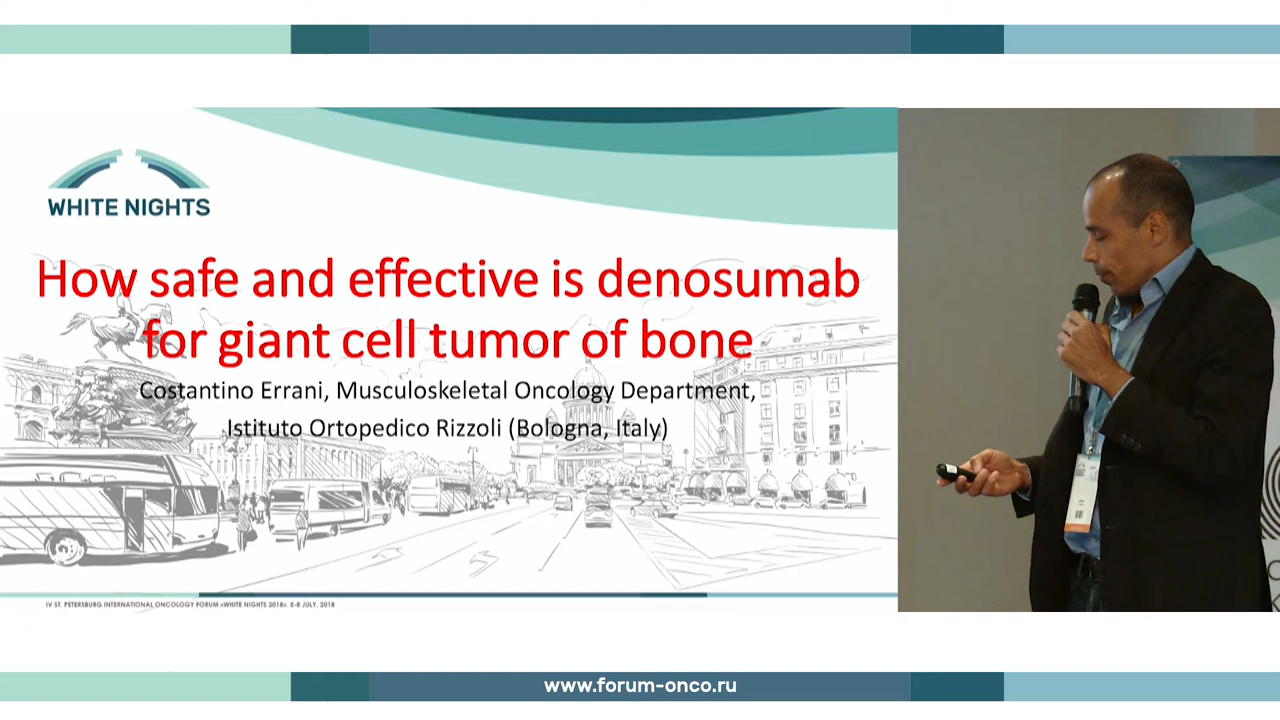 WHITE NIGHTS
How safe and effective is denosumab
for giant cell tumor of bone
Costantino Errani, Musculoskeletal Oncology Department,
Istituto Ortopedico Rizzoli (Bologna, Italy)
IV ST. PETERSBURG INTERNATIONAL ONCOLOGY FORUM «WHITE NIGHTS 2018». 5-8 JULY, 2018
www.forum-onco.ru